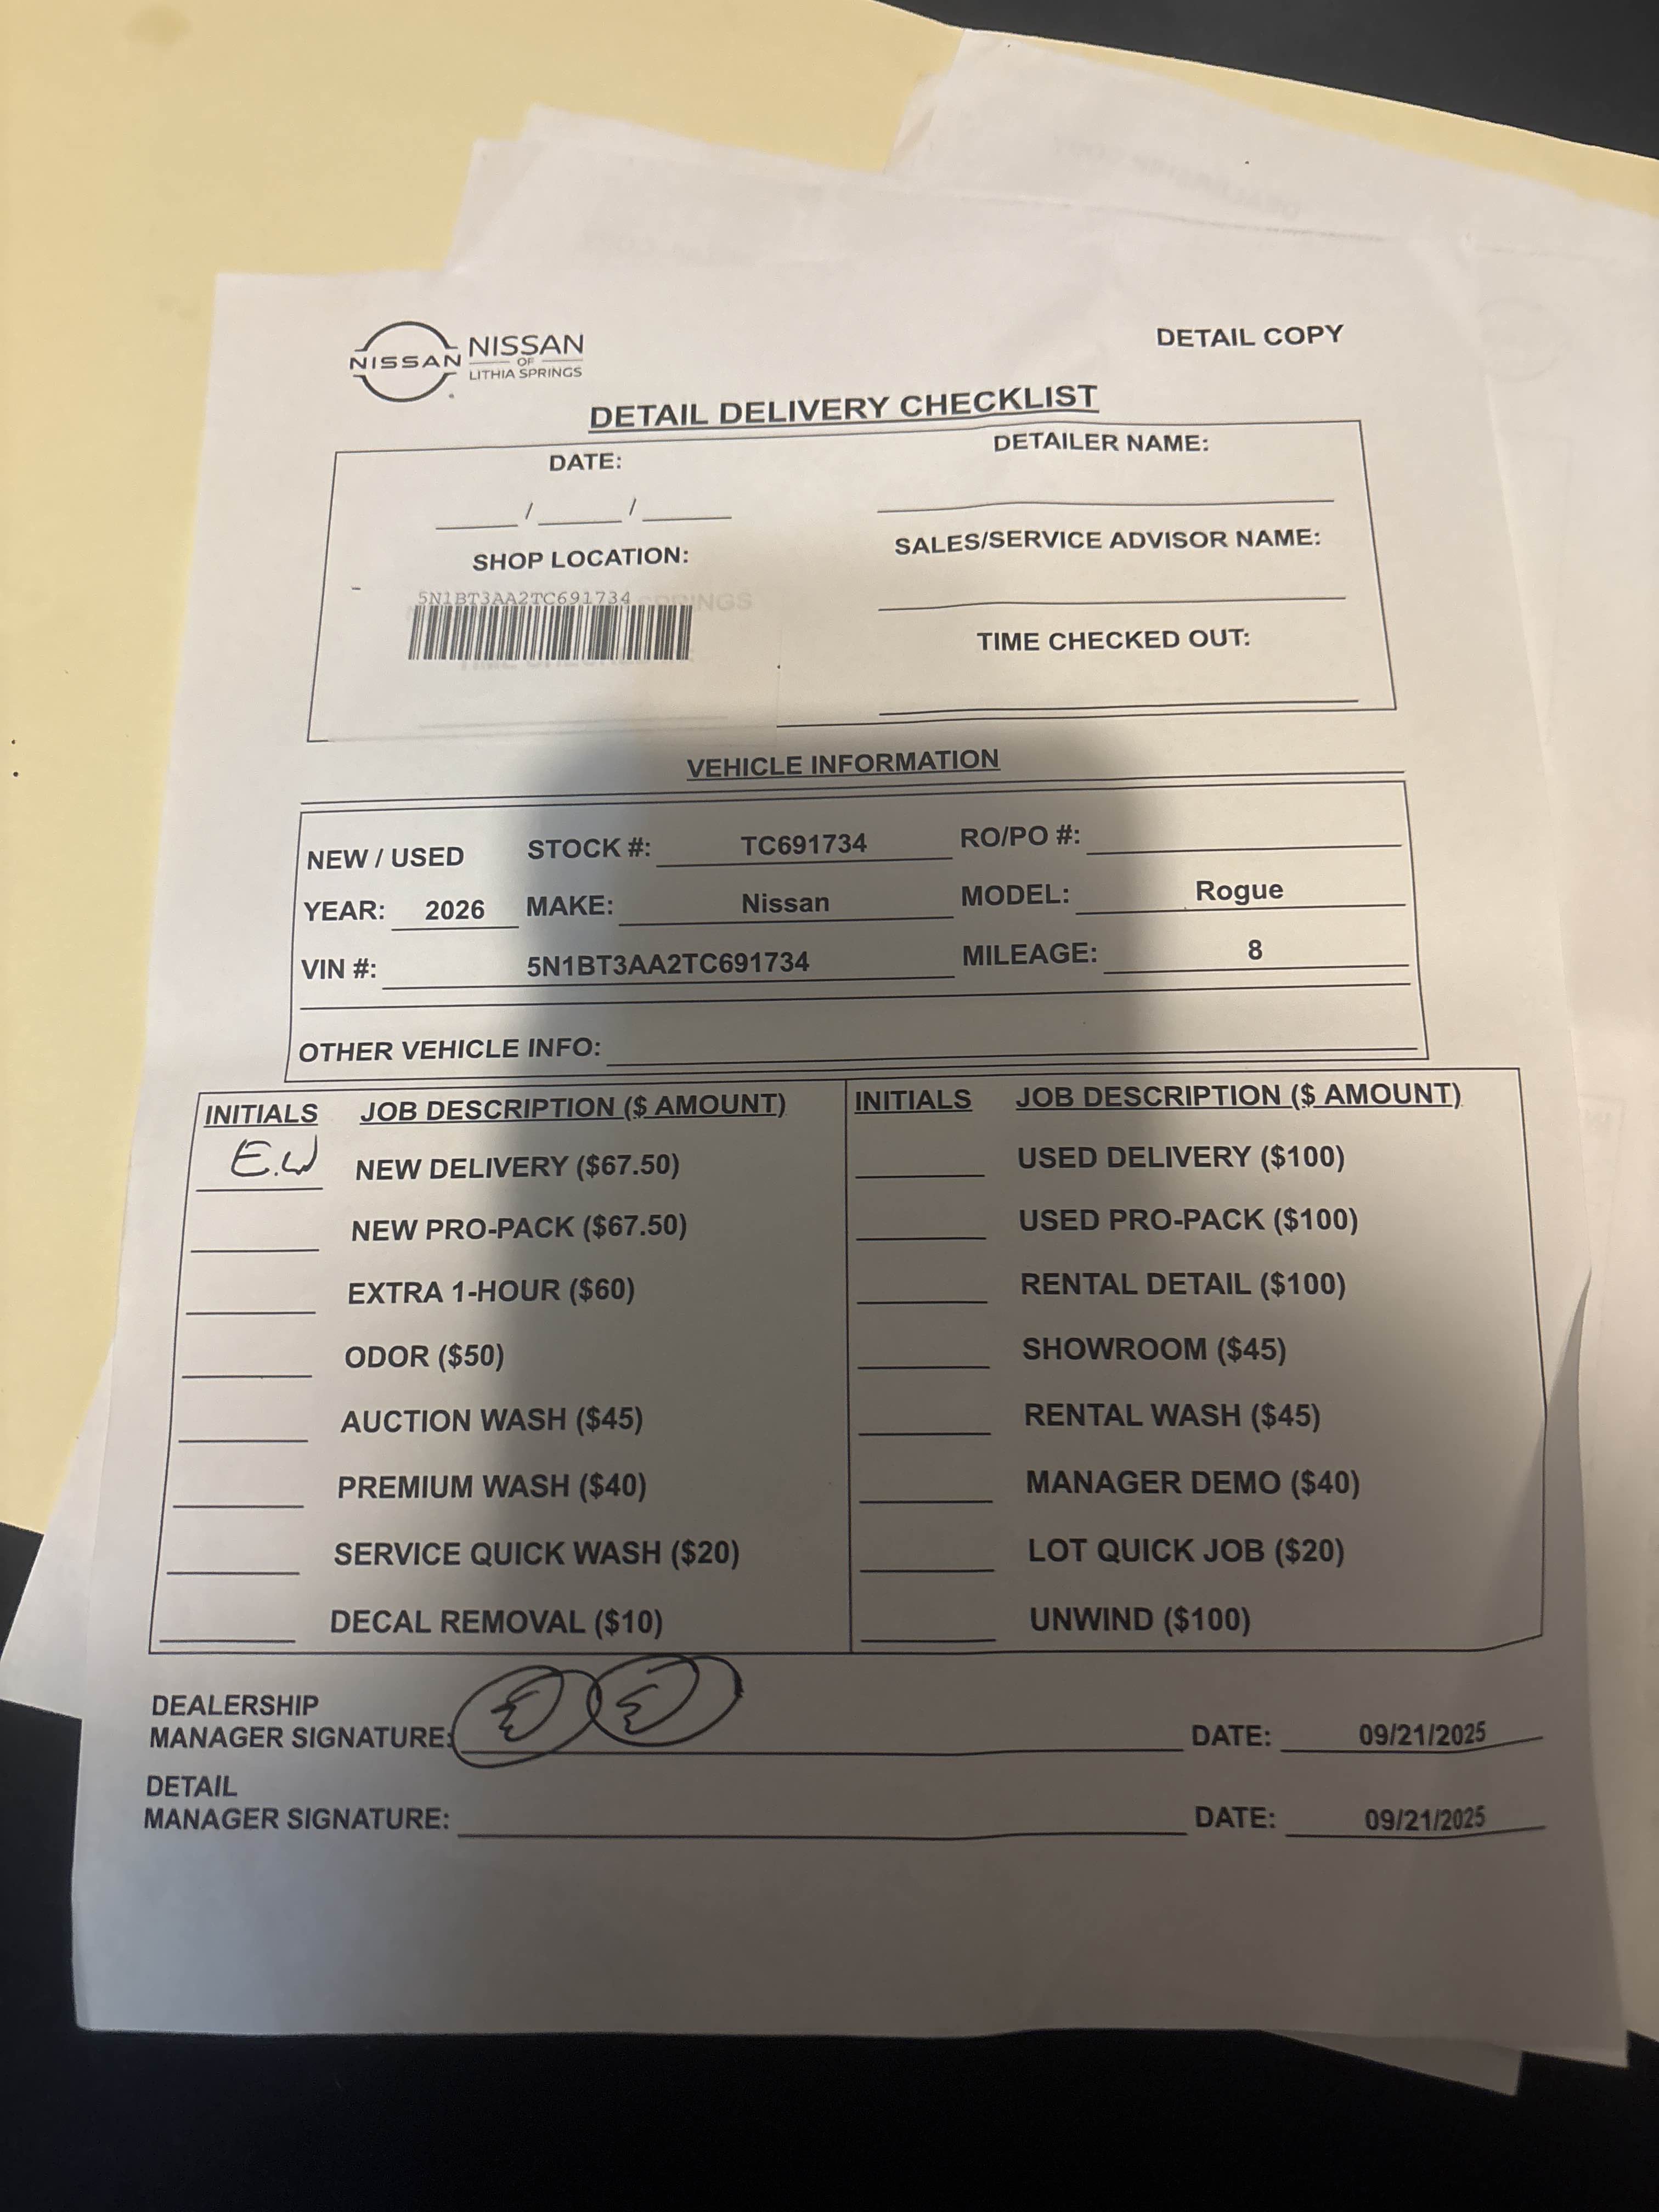 NISSAN
NISSAN
OF
LITHIA SPRINGS
DETAIL COPY
DETAIL DELIVERY CHECKLIST
DATE:
DETAILER NAME:
/ /
SHOP LOCATION:
SALES/SERVICE ADVISOR NAME:
5N1BT3AA2TC691734
TIME CHECKED OUT:
VEHICLE INFORMATION
NEW / USED STOCK #: TC691734 RO/PO #:
YEAR: 2026 MAKE: Nissan MODEL: Rogue
VIN #: 5N1BT3AA2TC691734 MILEAGE: 8
OTHER VEHICLE INFO:
INITIALS JOB DESCRIPTION ($ AMOUNT) INITIALS JOB DESCRIPTION ($ AMOUNT)
E.W NEW DELIVERY ($67.50) USED DELIVERY ($100)
NEW PRO-PACK ($67.50) USED PRO-PACK ($100)
EXTRA 1-HOUR ($60) RENTAL DETAIL ($100)
ODOR ($50) SHOWROOM ($45)
AUCTION WASH ($45) RENTAL WASH ($45)
PREMIUM WASH ($40) MANAGER DEMO ($40)
SERVICE QUICK WASH ($20) LOT QUICK JOB ($20)
DECAL REMOVAL ($10) UNWIND ($100)
DEALERSHIP
MANAGER SIGNATURE: DATE: 09/21/2025
DETAIL
MANAGER SIGNATURE: DATE: 09/21/2025